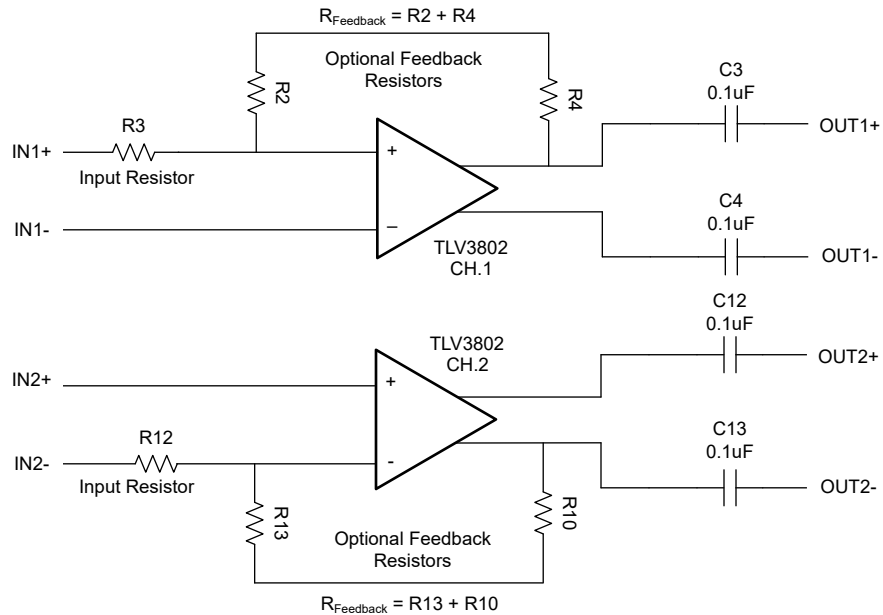 R_Feedback = R2 + R4
Optional Feedback
Resistors
R2
R4
C3
0.1uF
OUT1+
R3
IN1+
Input Resistor
+
IN1-
–
TLV3802
CH.1
C4
0.1uF
OUT1-
TLV3802
CH.2
C12
0.1uF
OUT2+
IN2+
+
R12
IN2-
-
Input Resistor
C13
0.1uF
OUT2-
R13
R10
Optional Feedback
Resistors
R_Feedback = R13 + R10